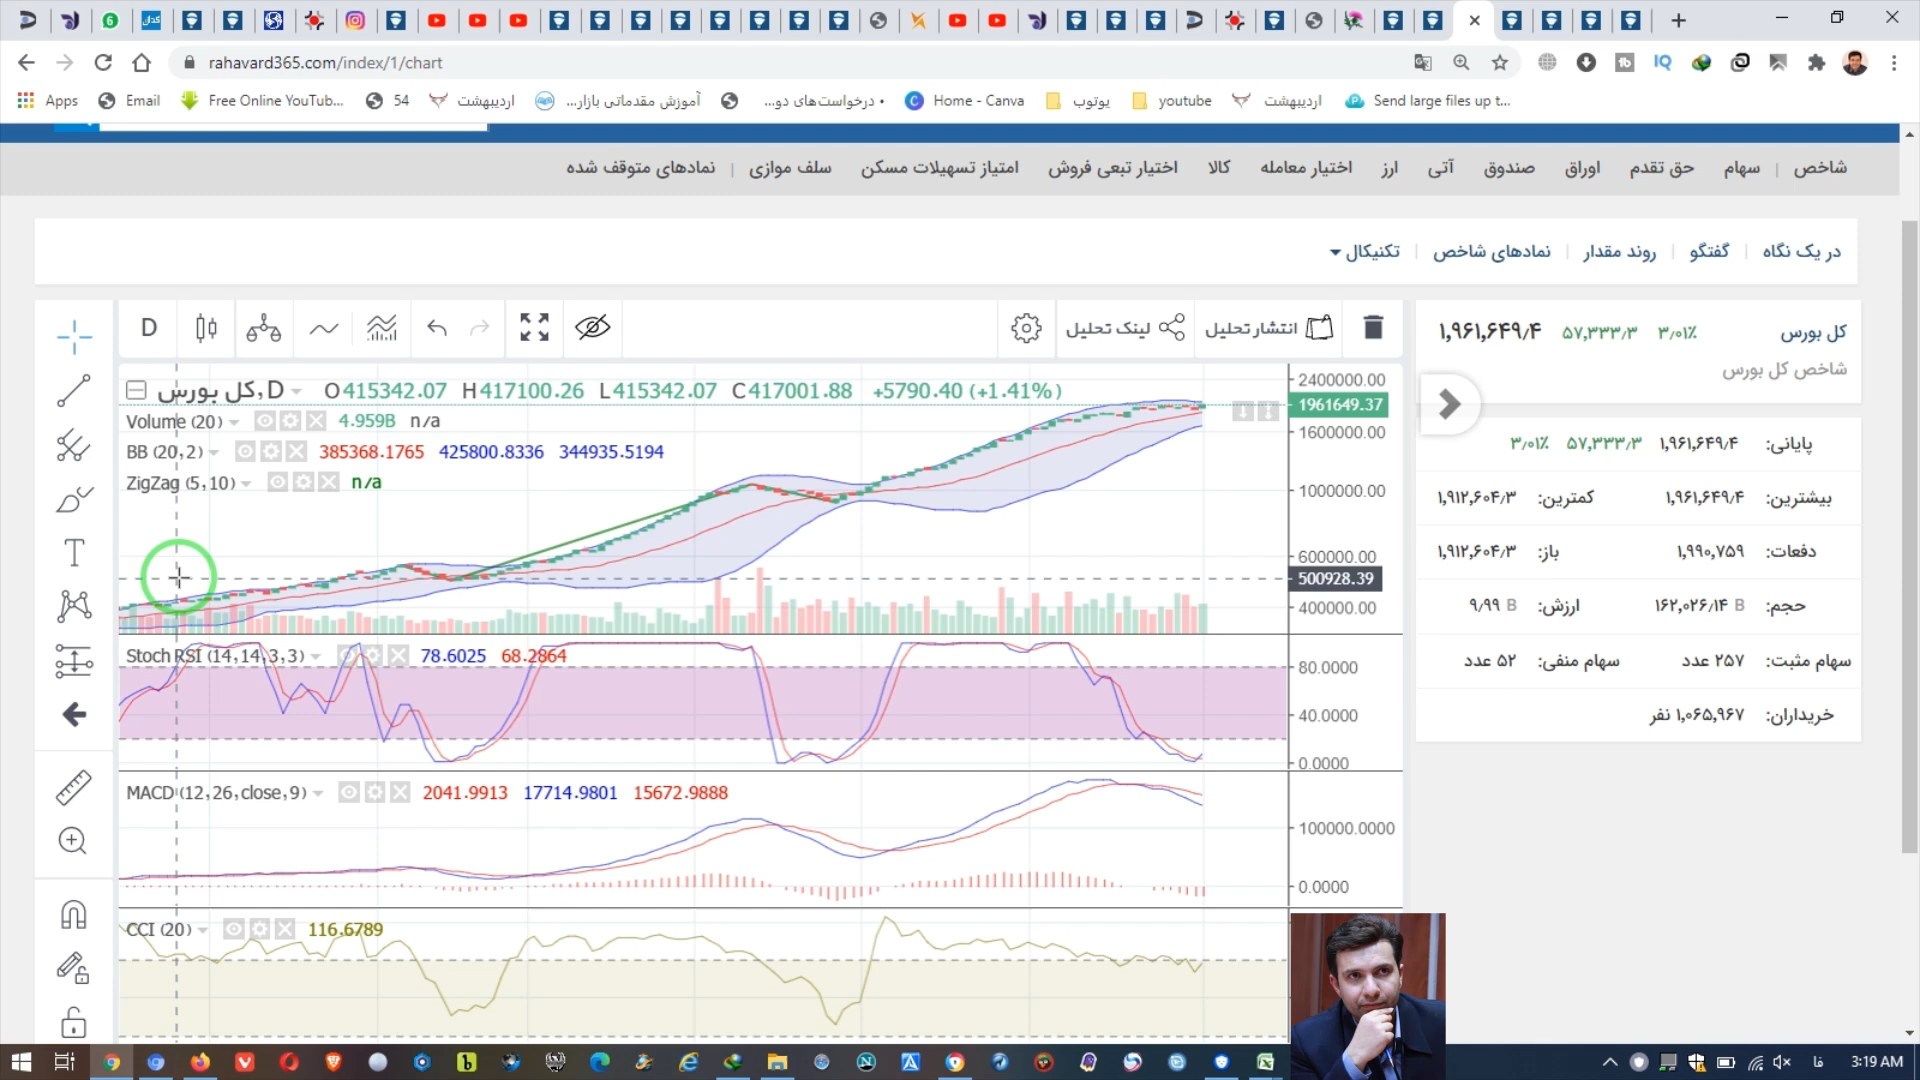 6
کدال
rahavard365.com/index/1/chart
IQ
Apps
Email
Free Online YouTub...
54
اردیبهشت
آموزش مقدماتی بازار...
درخواست‌های دو...
Home - Canva
یوتوب
youtube
اردیبهشت
Send large files up t...
شاخص | سهام حق تقدم اوراق صندوق آتی ارز اختیار معامله کالا اختیار تبعی فروش امتیاز تسهیلات مسکن سلف موازی | نمادهای متوقف شده
در یک نگاه | گفتگو | روند مقدار | نمادهای شاخص | تکنیکال
D
لینک تحلیل
انتشار تحلیل
کل بورس ۳٫۰۱٪ ۵۷,۳۳۳٫۳ ۱,۹۶۱,۶۴۹٫۴
شاخص کل بورس
کل بورس,D O415342.07 H417100.26 L415342.07 C417001.88 +5790.40 (+1.41%)
Volume (20) 4.959B n/a
BB (20,2) 385368.1765 425800.8336 344935.5194
ZigZag (5,10) n/a
2400000.00
1961649.37
1600000.00
1000000.00
600000.00
500928.39
400000.00
Stoch RSI (14,14,3,3) 78.6025 68.2864
80.0000
40.0000
0.0000
MACD (12,26,close,9) 2041.9913 17714.9801 15672.9888
100000.0000
0.0000
CCI (20) 116.6789
پایانی: ۱,۹۶۱,۶۴۹٫۴ ۵۷,۳۳۳٫۳ ۳٫۰۱٪
بیشترین: ۱,۹۶۱,۶۴۹٫۴ کمترین: ۱,۹۱۲,۶۰۴٫۳
دفعات: ۱,۹۹۰,۷۵۹ باز: ۱,۹۱۲,۶۰۴٫۳
حجم: ۱۶۲,۰۲۶٫۱۴ B ارزش: ۹٫۹۹ B
سهام مثبت: ۲۵۷ عدد سهام منفی: ۵۲ عدد
خریداران: ۱,۰۶۵,۹۶۷ نفر
فا
3:19 AM